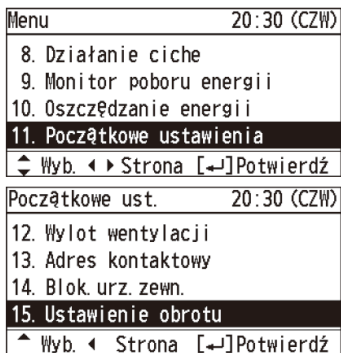 Menu 20:30 (CZW)
8. Działanie ciche
9. Monitor poboru energii
10. Oszczędzanie energii
11. Początkowe ustawienia
Wyb. Strona [↵]Potwierdź
Początkowe ust. 20:30 (CZW)
12. Wylot wentylacji
13. Adres kontaktowy
14. Blok.urz.zewn.
15. Ustawienie obrotu
Wyb. Strona [↵]Potwierdź